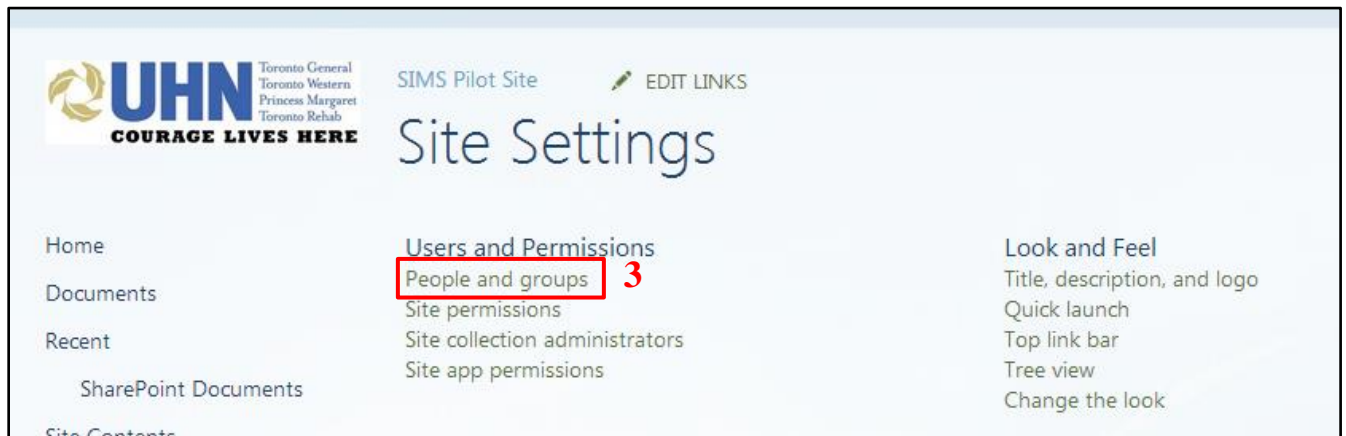 UHN
Toronto General
Toronto Western
Princess Margaret
Toronto Rehab
COURAGE LIVES HERE
SIMS Pilot Site
EDIT LINKS
Site Settings
Home
Documents
Recent
SharePoint Documents
Site Contents
Users and Permissions
People and groups 3
Site permissions
Site collection administrators
Site app permissions
Look and Feel
Title, description, and logo
Quick launch
Top link bar
Tree view
Change the look